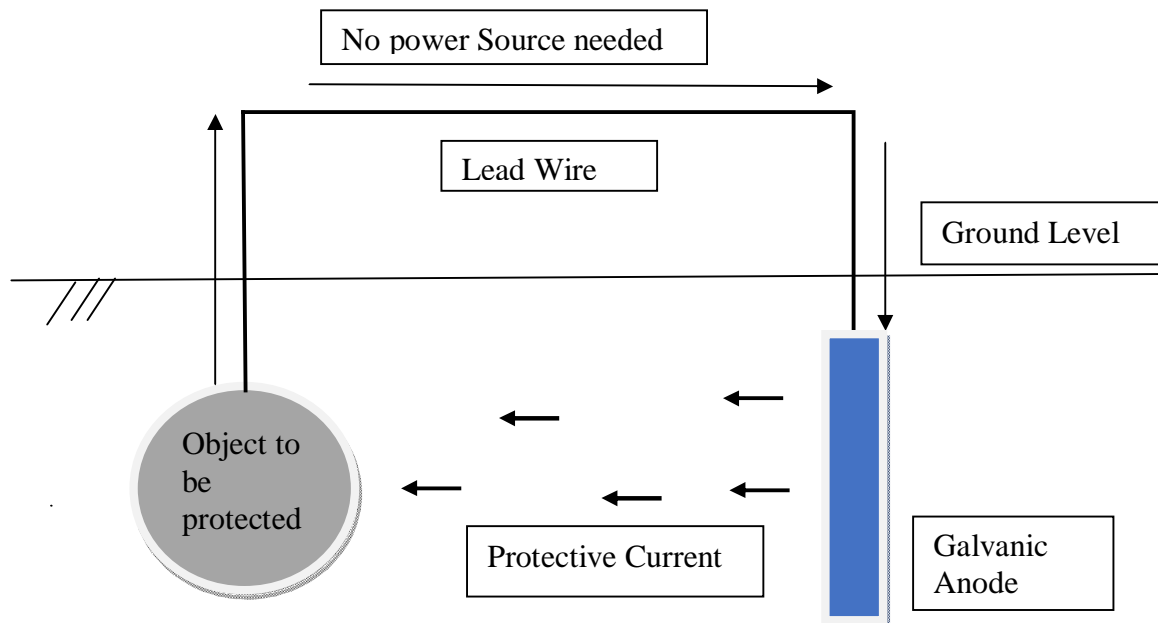 No power Source needed
Lead Wire
Ground Level
Object to
be
protected
Protective Current
Galvanic
Anode